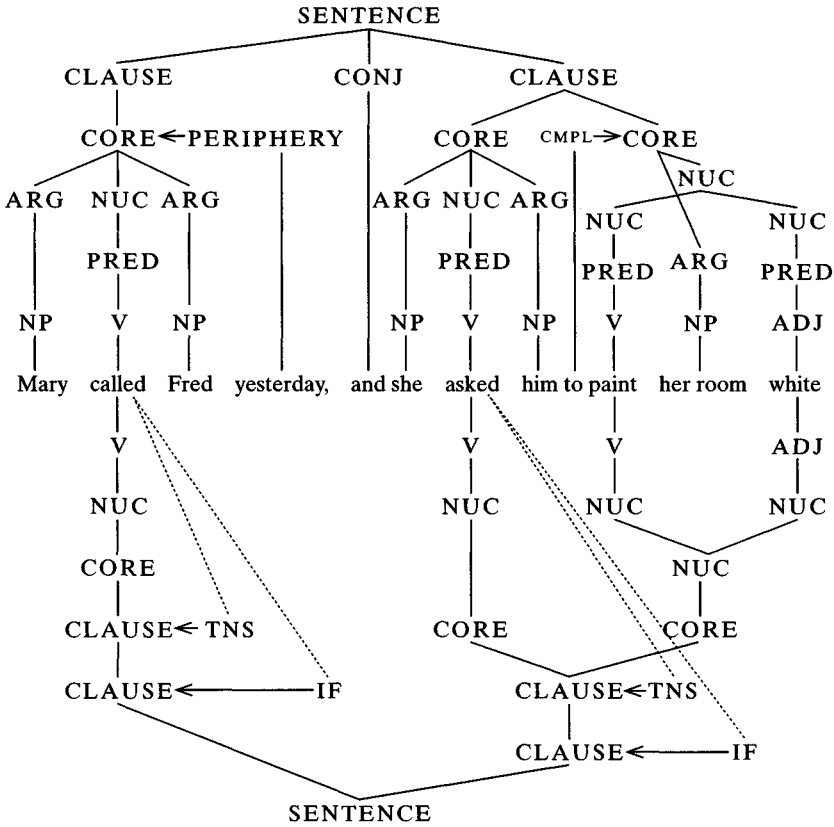 SENTENCE
CLAUSE CONJ CLAUSE
CORE PERIPHERY CORE CMPL CORE
NUC
ARG NUC ARG ARG NUC ARG NUC NUC
PRED PRED PRED ARG PRED
NP V NP NP V NP V NP ADJ
Mary called Fred yesterday, and she asked him to paint her room white
V V V ADJ
NUC NUC NUC NUC
CORE NUC
CLAUSE TNS CORE CORE
CLAUSE IF CLAUSE TNS
CLAUSE IF
SENTENCE